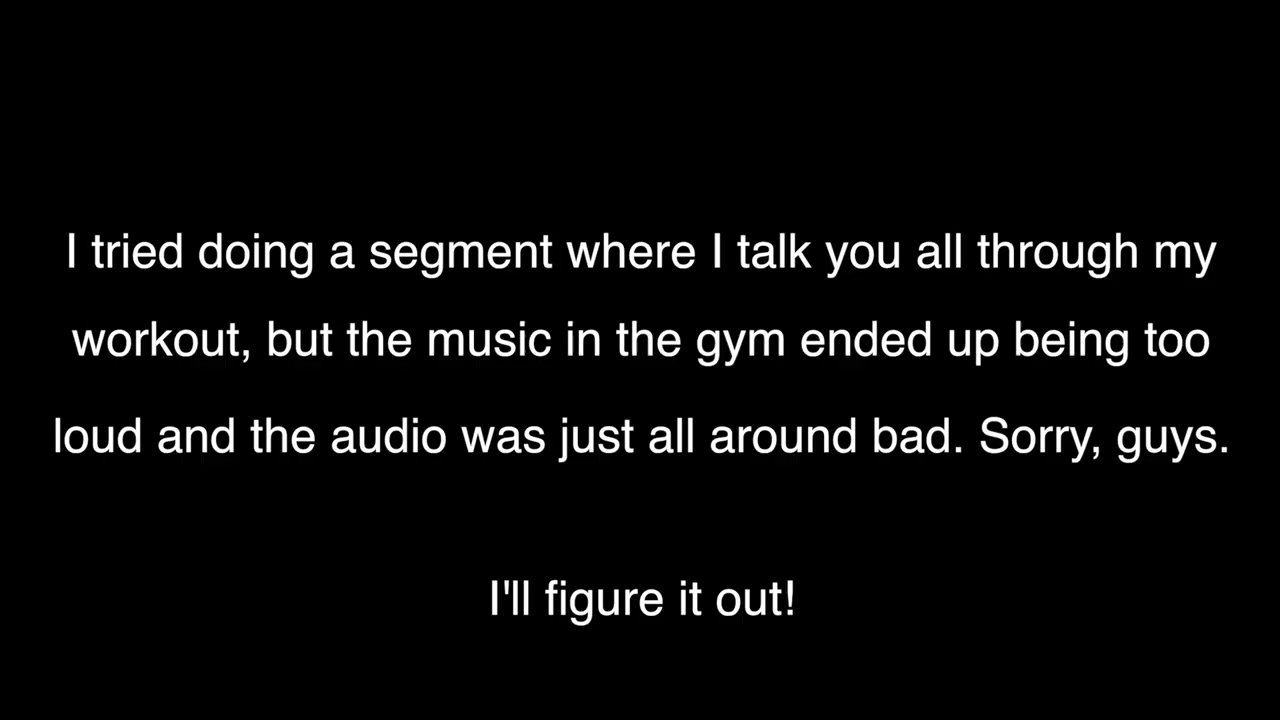 I tried doing a segment where I talk you all through my
workout, but the music in the gym ended up being too
loud and the audio was just all around bad. Sorry, guys.
I'll figure it out!